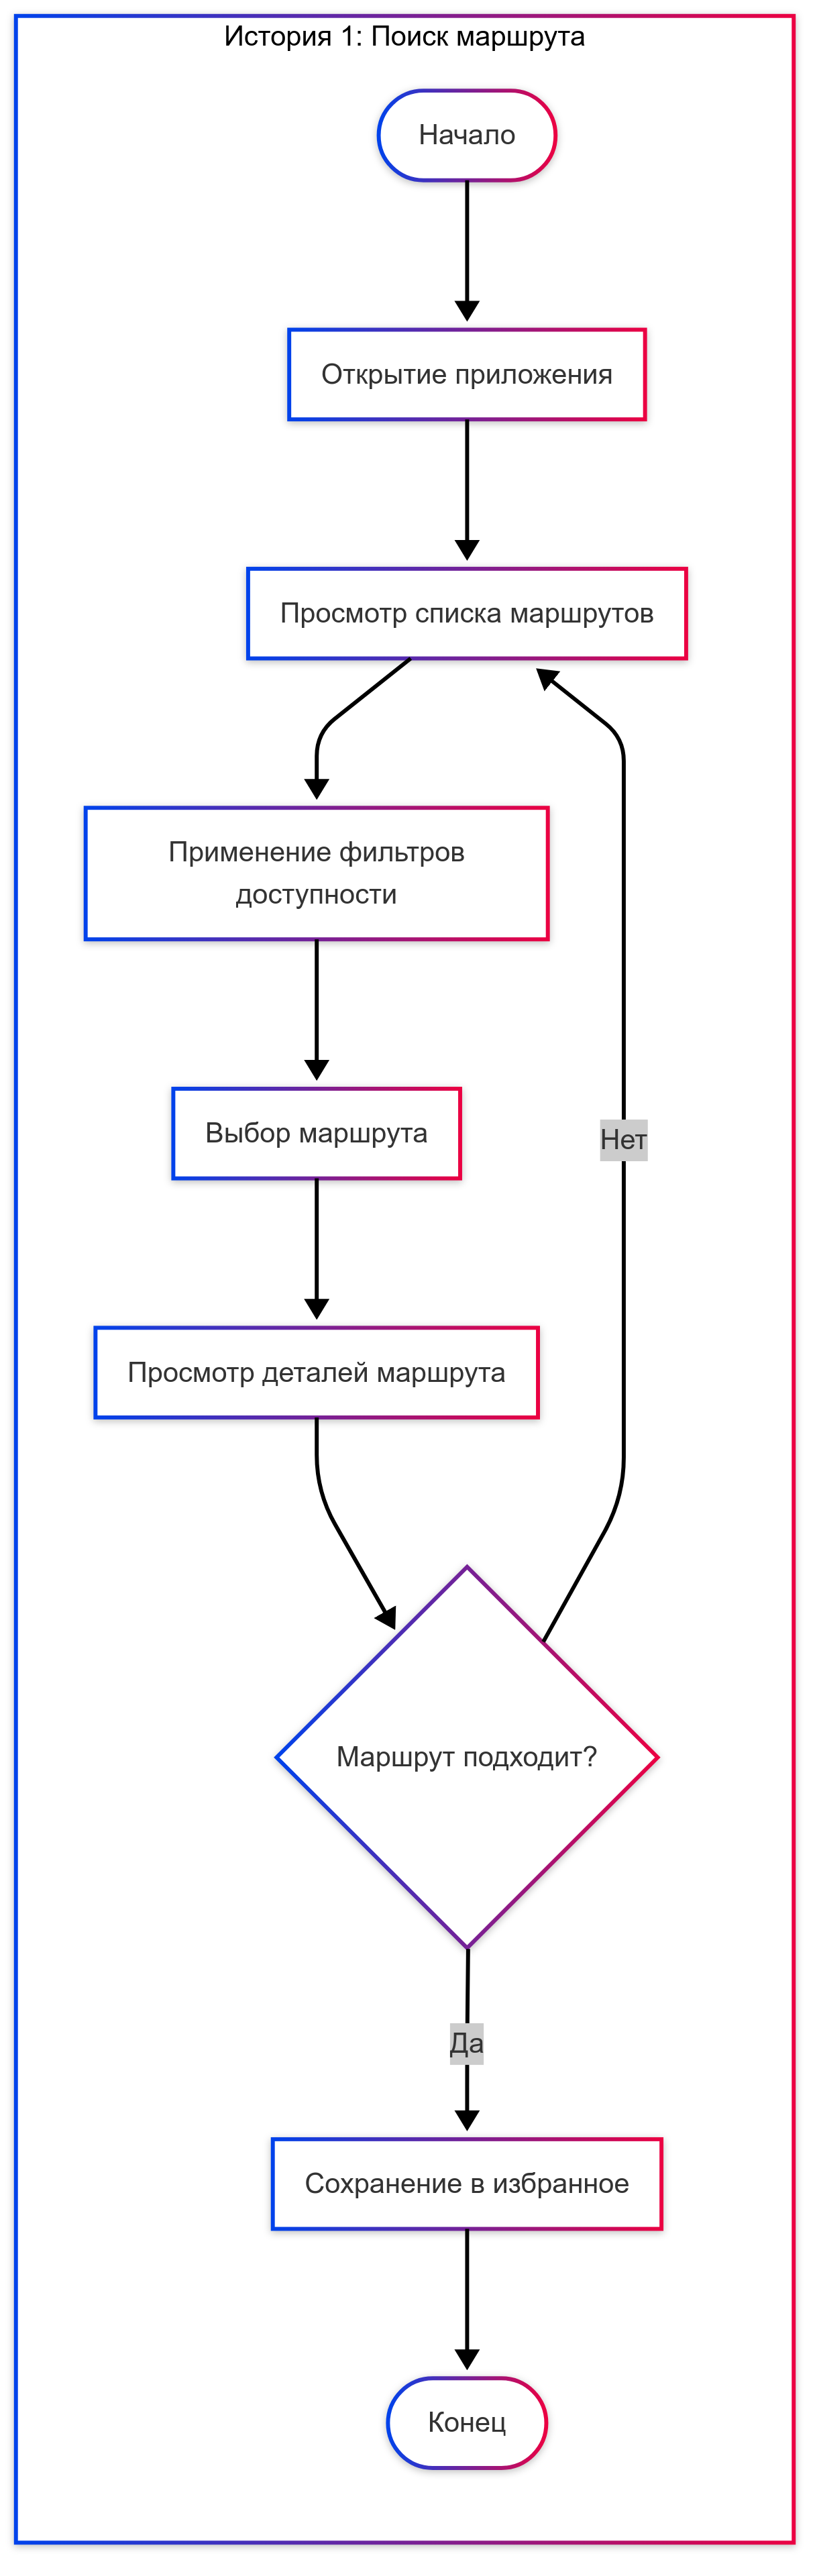 История 1: Поиск маршрута
Начало
Открытие приложения
Просмотр списка маршрутов
Применение фильтров
доступности
Выбор маршрута
Нет
Просмотр деталей маршрута
Маршрут подходит?
Да
Сохранение в избранное
Конец